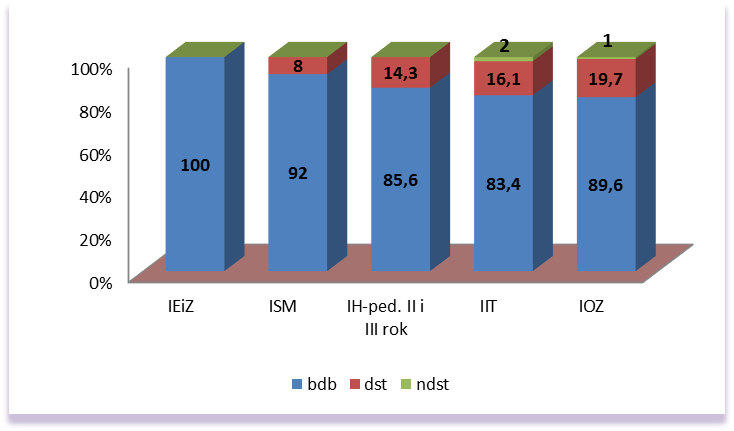 2
1
100%
80%
60%
40%
20%
0%
8
14,3
16,1
19,7
100
92
85,6
83,4
89,6
IEiZ
ISM
IH-ped. II i
III rok
IIT
IOZ
bdb
dst
ndst